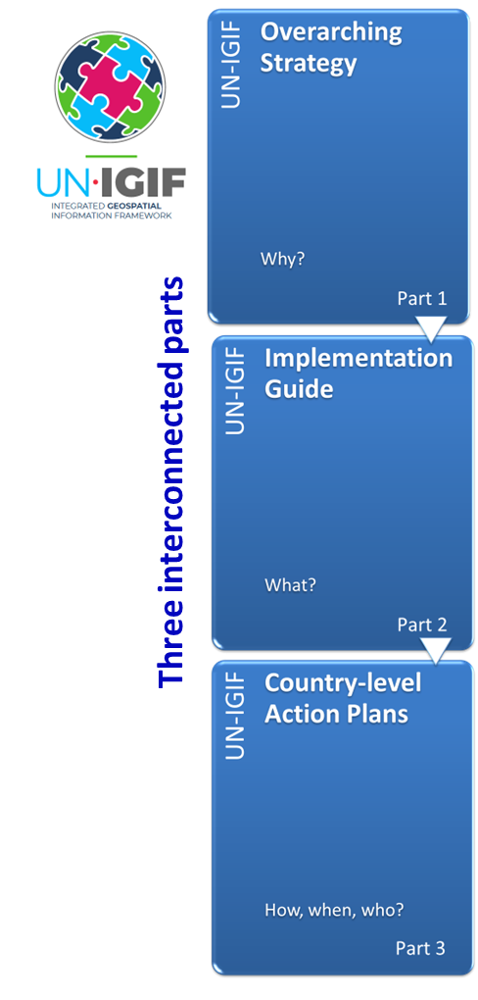 UN·IGIF
INTEGRATED GEOSPATIAL
INFORMATION FRAMEWORK
Three interconnected parts
UN-IGIF
Overarching
Strategy
Why?
Part 1
UN-IGIF
Implementation
Guide
What?
Part 2
UN-IGIF
Country-level
Action Plans
How, when, who?
Part 3